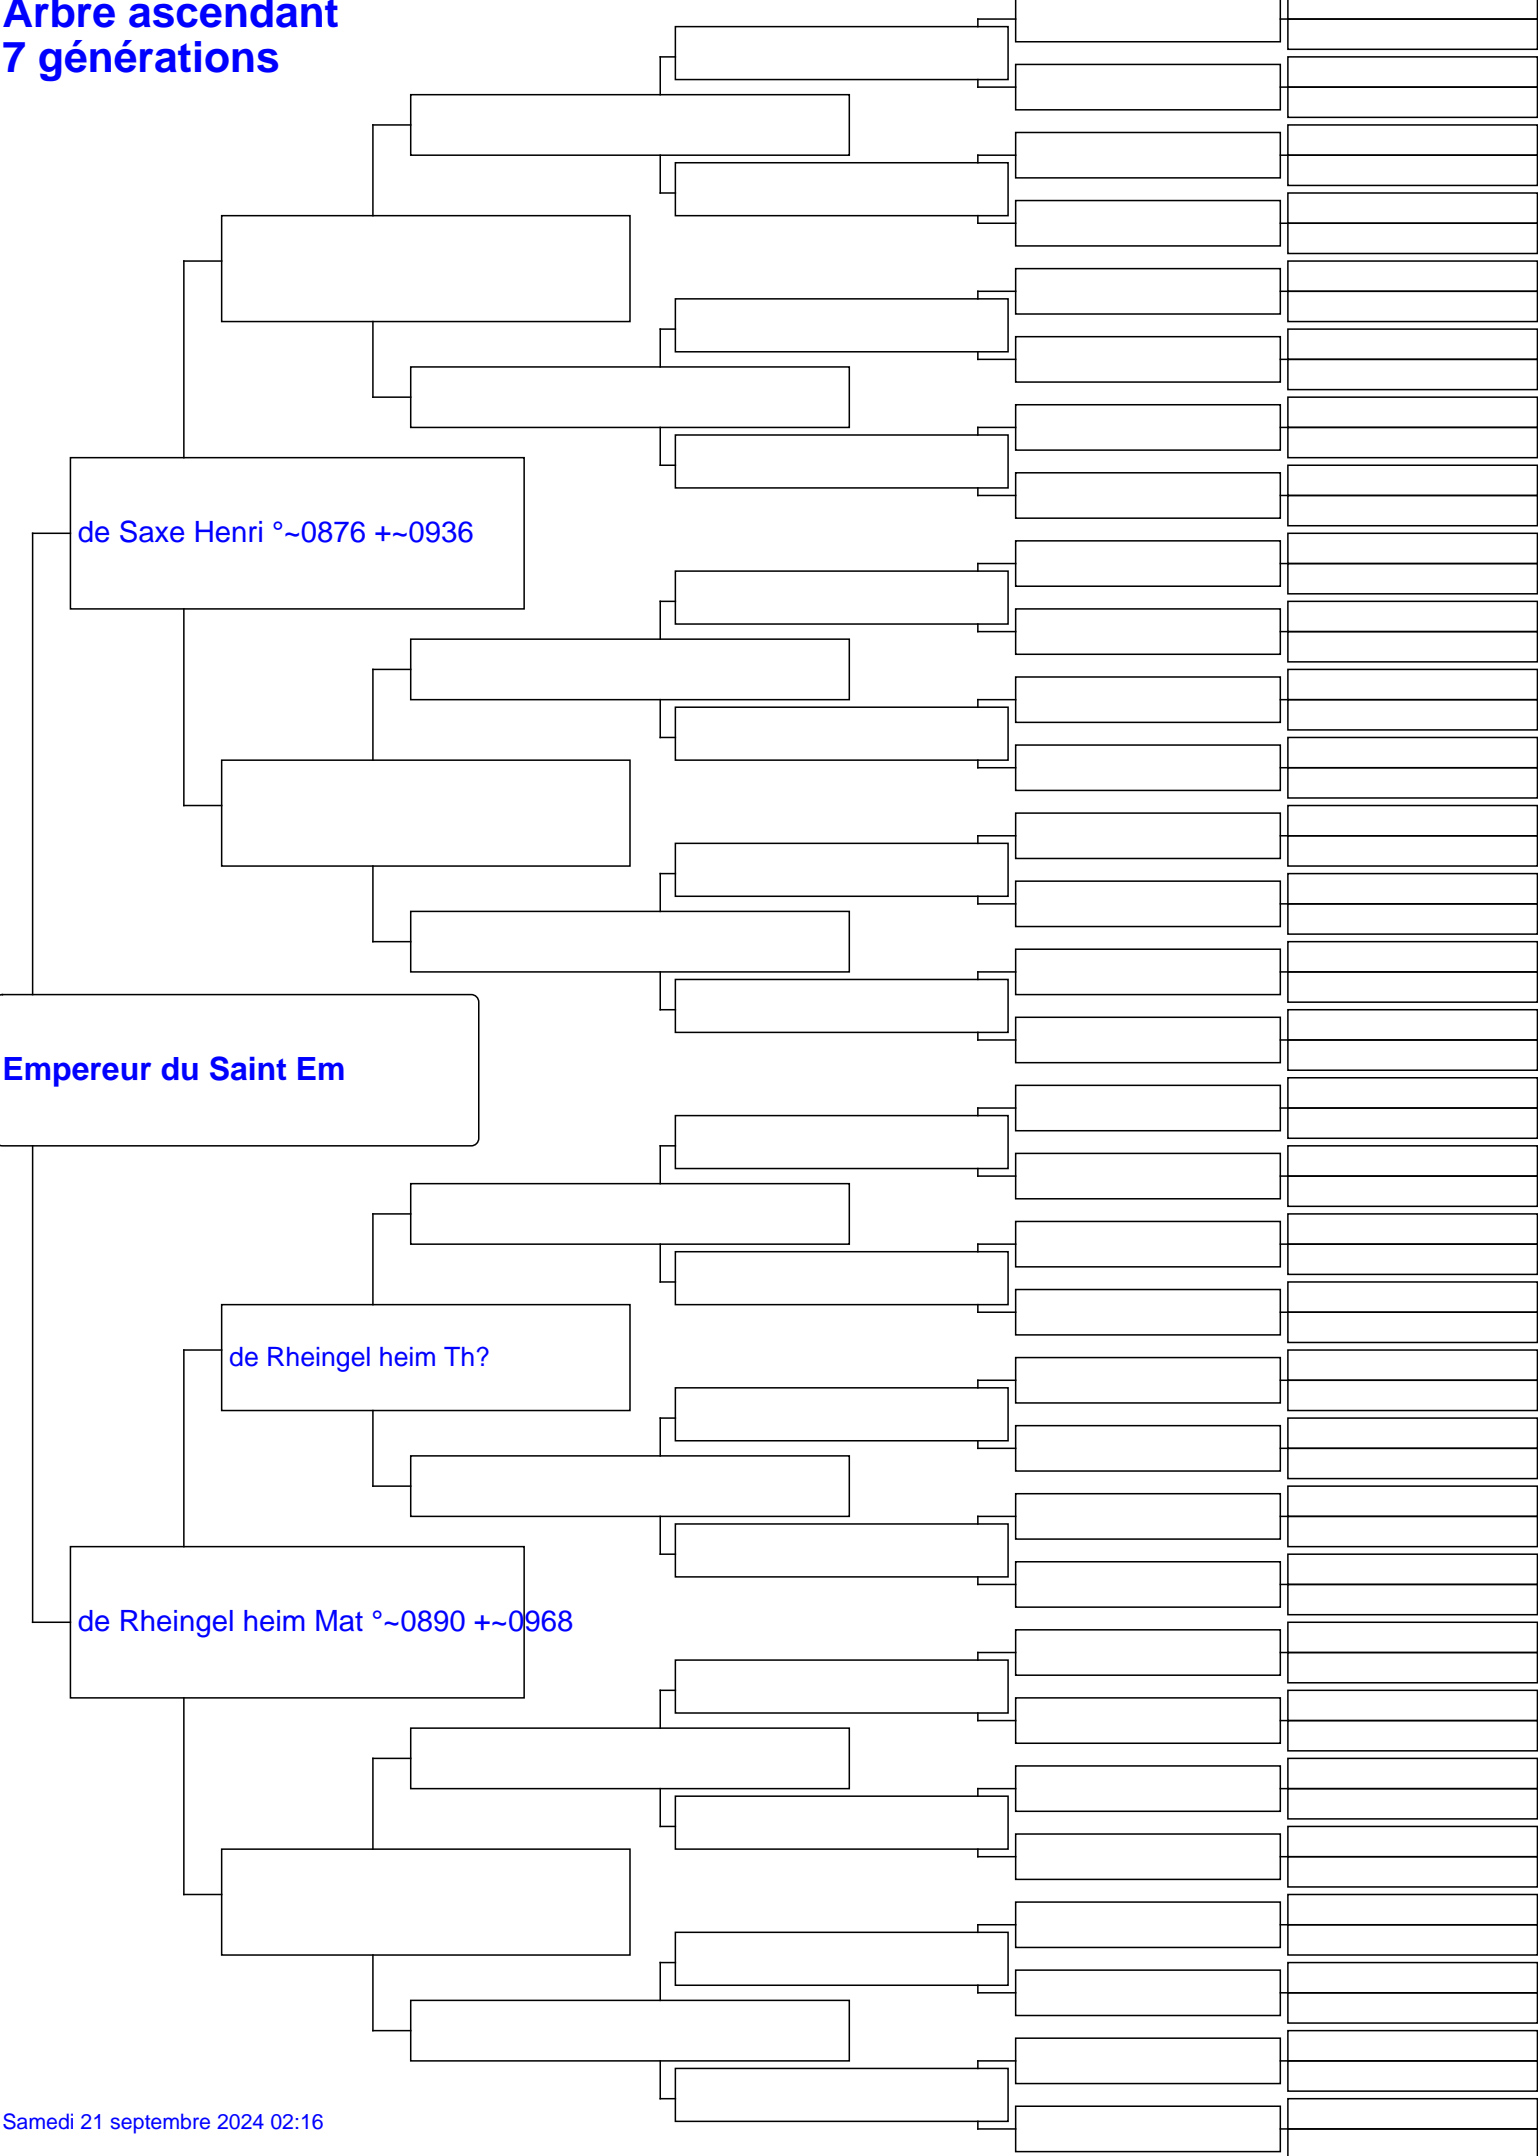 Arbre ascendant
7 générations
de Saxe Henri °~0876 +~0936
Empereur du Saint Em
de Rheingel heim Th?
de Rheingel heim Mat °~0890 +~0968
Samedi 21 septembre 2024 02:16